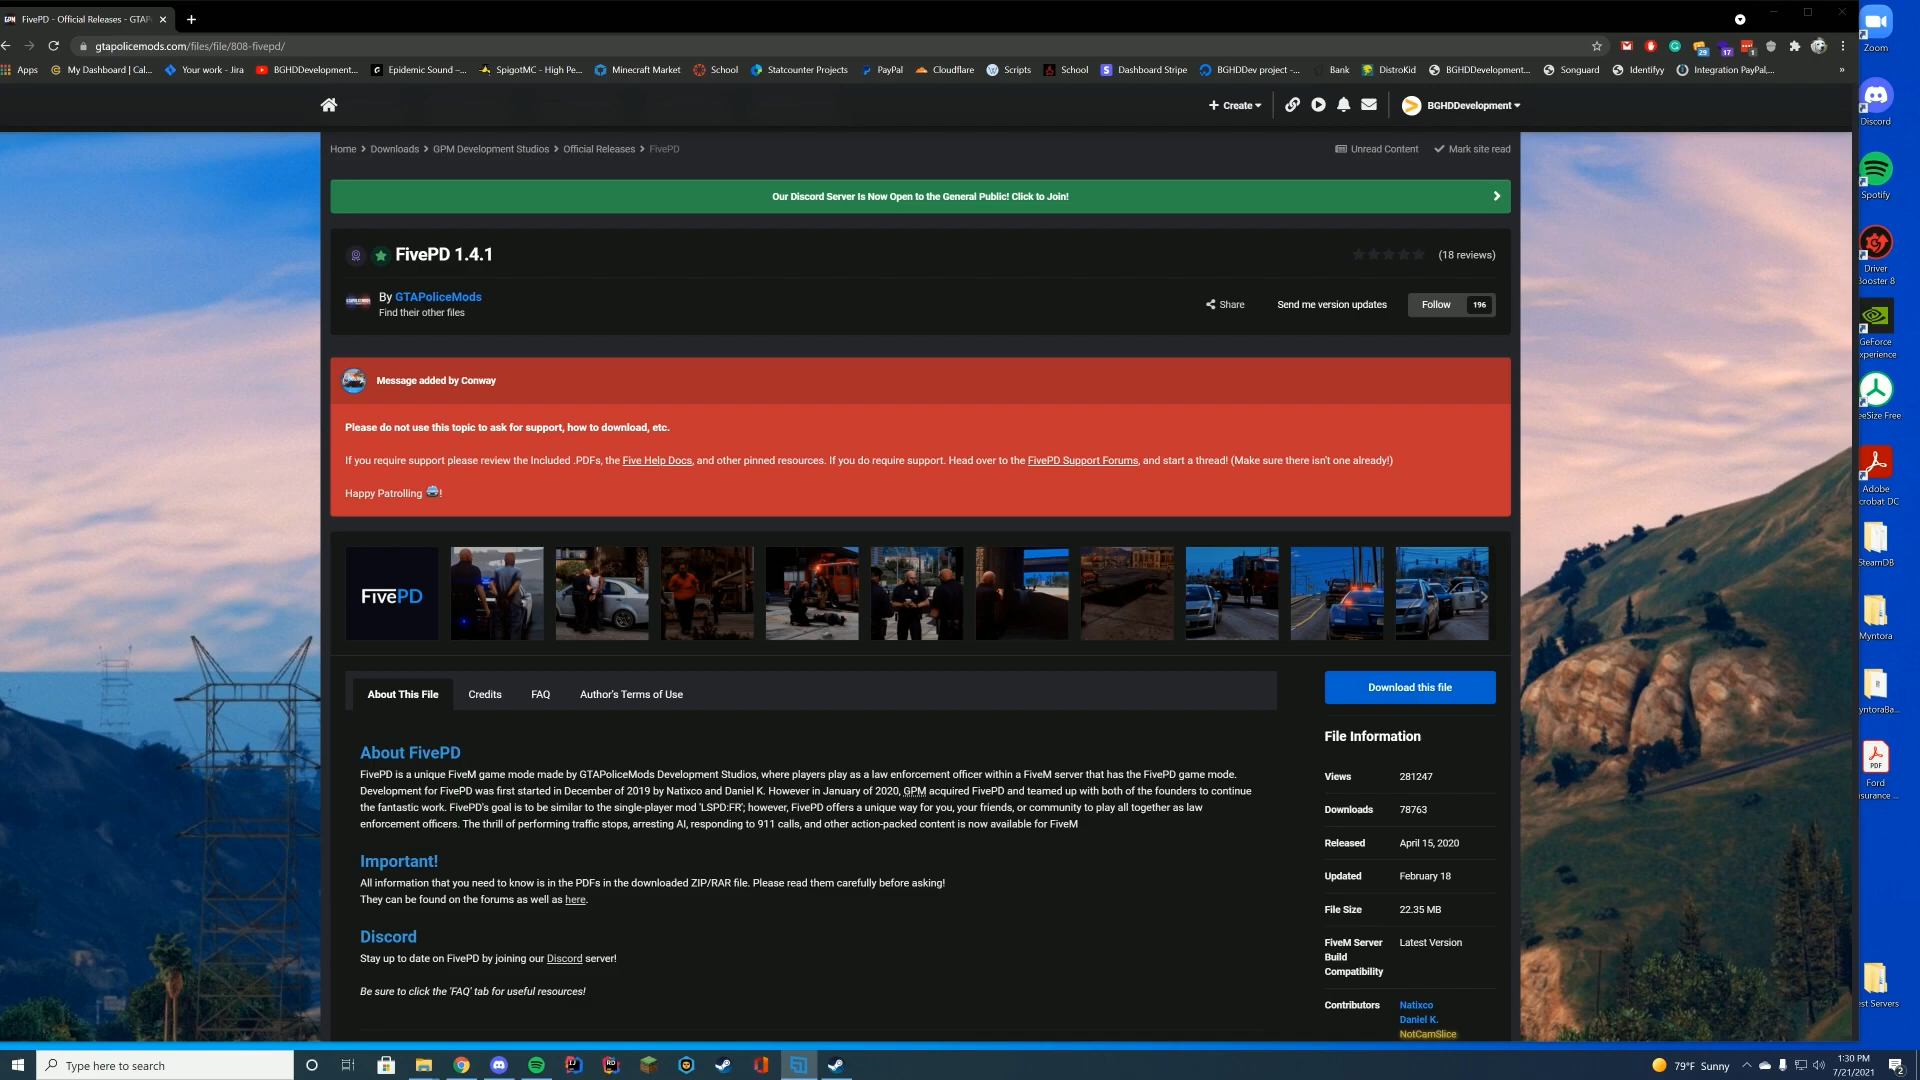 FivePD - Official Releases - GTAP
gtapolicemods.com/files/file/808-fivepd/
29
17
1
Apps
My Dashboard | Cal...
Your work - Jira
BGHDDevelopment...
Epidemic Sound –...
SpigotMC - High Pe...
Minecraft Market
School
Statcounter Projects
PayPal
Cloudflare
Scripts
School
Dashboard Stripe
BGHDDev project -...
Bank
DistroKid
BGHDDevelopment...
Songuard
Identifyy
Integration PayPal,...
»
+ Create
BGHDDevelopment
Home > Downloads > GPM Development Studios > Official Releases > FivePD
Unread Content
Mark site read
Our Discord Server Is Now Open to the General Public! Click to Join!
FivePD 1.4.1
(18 reviews)
By GTAPoliceMods
Find their other files
Share
Send me version updates
Follow
196
Message added by Conway
Please do not use this topic to ask for support, how to download, etc.
If you require support please review the Included .PDFs, the Five Help Docs, and other pinned resources. If you do require support. Head over to the FivePD Support Forums, and start a thread! (Make sure there isn't one already!)
Happy Patrolling 🚔!
FivePD
About This File
Credits
FAQ
Author's Terms of Use
Download this file
About FivePD
FivePD is a unique FiveM game mode made by GTAPoliceMods Development Studios, where players play as a law enforcement officer within a FiveM server that has the FivePD game mode.
Development for FivePD was first started in December of 2019 by Natixco and Daniel K. However in January of 2020, GPM acquired FivePD and teamed up with both of the founders to continue
the fantastic work. FivePD's goal is to be similar to the single-player mod 'LSPD:FR'; however, FivePD offers a unique way for you, your friends, or community to play all together as law
enforcement officers. The thrill of performing traffic stops, arresting AI, responding to 911 calls, and other action-packed content is now available for FiveM
Important!
All information that you need to know is in the PDFs in the downloaded ZIP/RAR file. Please read them carefully before asking!
They can be found on the forums as well as here.
Discord
Stay up to date on FivePD by joining our Discord server!
Be sure to click the 'FAQ' tab for useful resources!
File Information
Views 281247
Downloads 78763
Released April 15, 2020
Updated February 18
File Size 22.35 MB
FiveM Server Latest Version
Build
Compatibility
Contributors Natixco
Daniel K.
NotCamSlice
Zoom
Discord
Spotify
Driver
Booster 8
GeForce
xperience
eeSize Free
Adobe
crobat DC
SteamDB
Myntora
yntoraBa...
PDF
Ford
surance ...
est Servers
Type here to search
79°F Sunny
1:30 PM
7/21/2021
2